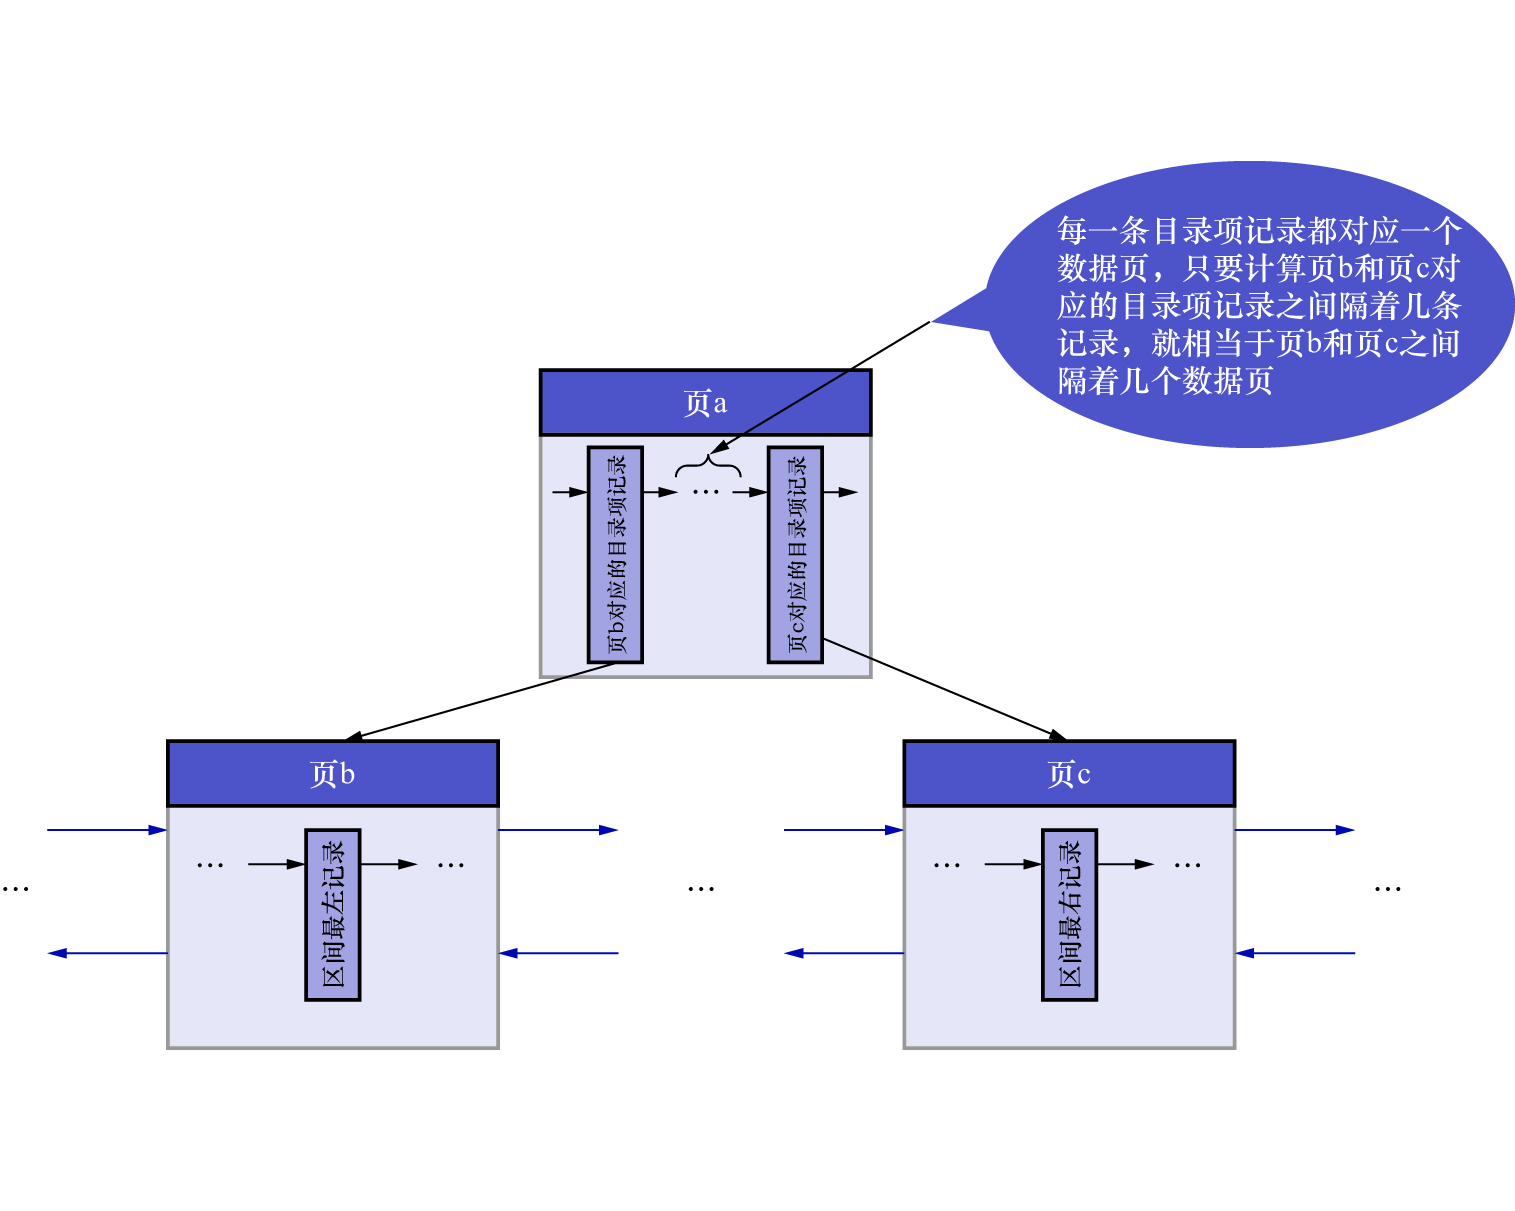 每一条目录项记录都对应一个
数据页，只要计算页b和页c对
应的目录项记录之间隔着几条
记录，就相当于页b和页c之间
隔着几个数据页
页a
页b对应的目录项记录
…
页c对应的目录项记录
页b
页c
…
区间最左记录
…
…
区间最右记录
…
…
…
…